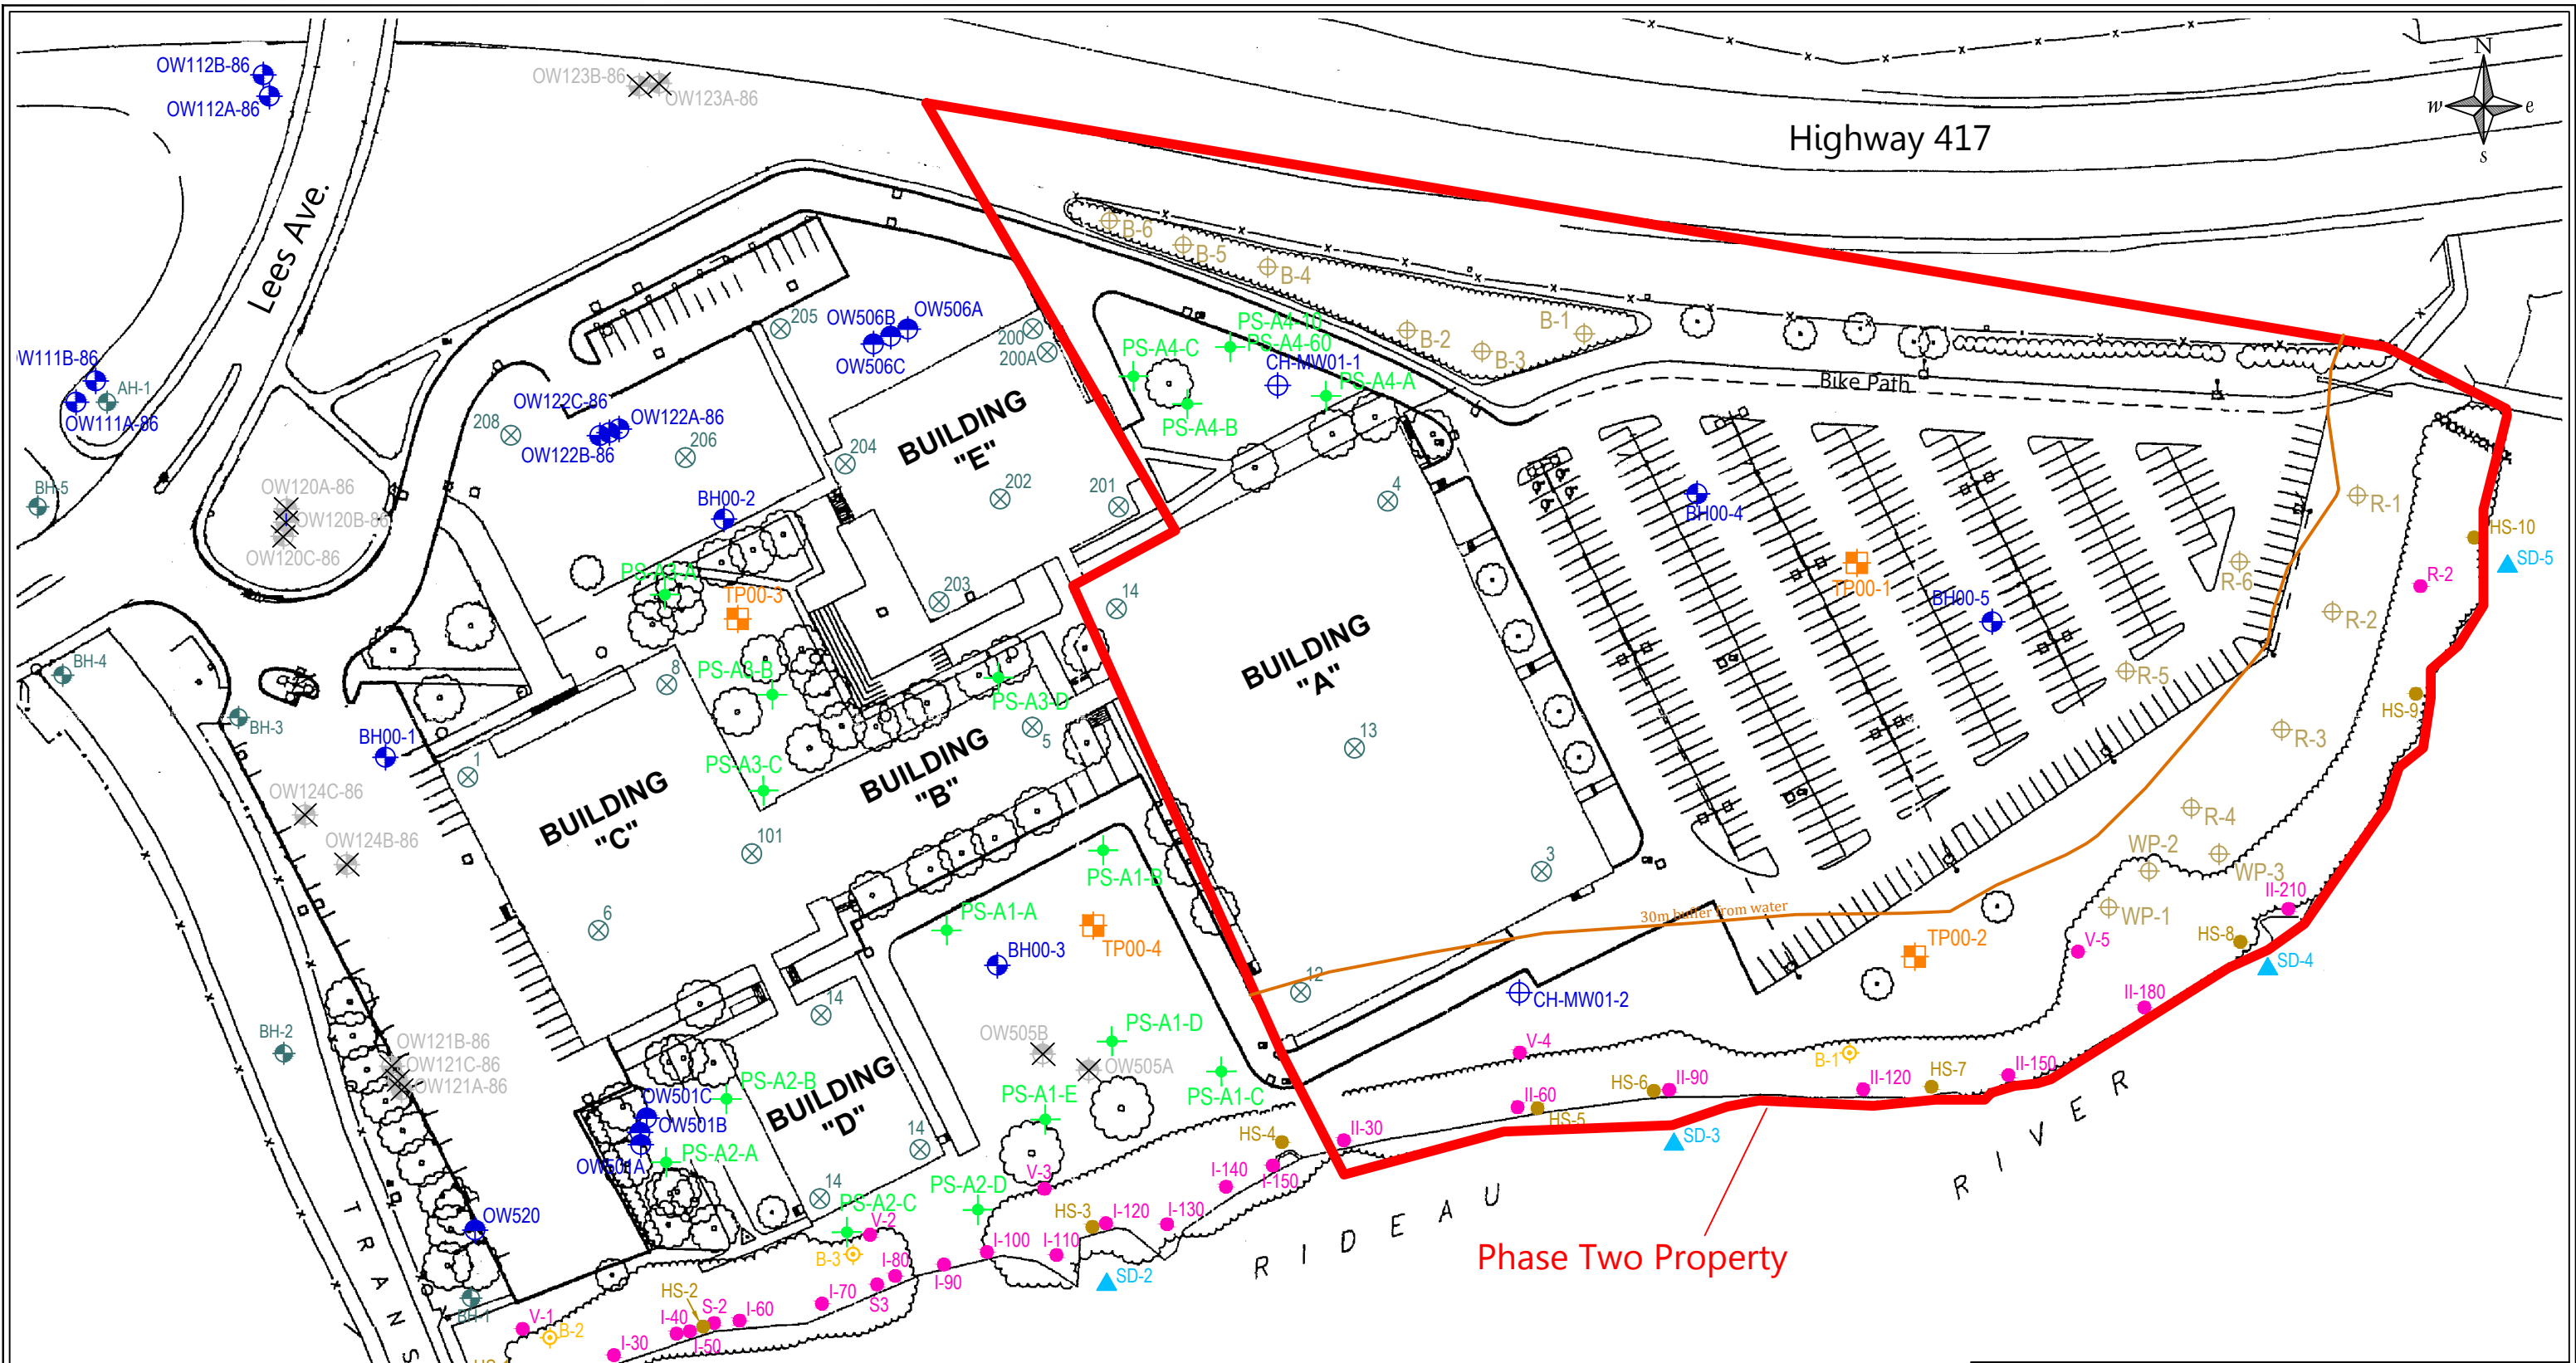 OW112B-86
OW112A-86
OW123B-86
OW123A-86
N
w
e
s
Highway 417
Lees Ave.
B-6
B-5
B-4
B-2
B-3
B-1
205
OW506B
OW506A
OW506C
200
200A
PS-A4-10
PS-A4-60
PS-A4-C
CH-MW01-1
PS-A4-A
PS-A4-B
Bike Path
W111B-86
AH-1
OW111A-86
OW122C-86
OW122A-86
OW122B-86
208
206
204
BUILDING
"E"
202
201
4
BH00-2
BH00-4
BH-5
OW120A-86
OW120B-86
OW120C-86
R-1
HS-10
SD-5
R-6
R-2
TP00-1
BH00-5
R-2
PS-A3-A
TP00-3
203
14
BUILDING
"A"
BH-4
8
PS-A3-B
PS-A3-D
5
R-5
HS-9
BH-3
BH00-1
1
R-3
13
PS-A3-C
BUILDING
"B"
BUILDING
"C"
OW124C-86
OW124B-86
101
R-4
WP-2
WP-3
3
PS-A1-B
II-210
WP-1
6
PS-A1-A
TP00-4
30m buffer from water
BH00-3
TP00-2
V-5
HS-8
SD-4
12
CH-MW01-2
14
II-180
BH-2
OW121B-86
OW121C-86
OW121A-86
OW505B
OW505A
PS-A1-D
V-4
B-1
PS-A2-B
BUILDING
"D"
PS-A1-E
PS-A1-C
HS-6
II-90
II-120
HS-7
II-150
OW501C
OW501B
OW501A
PS-A2-A
14
II-60
HS-5
II-30
HS-4
SD-3
I-140
I-150
V-3
PS-A2-D
14
PS-A2-C
OW520
V-2
HS-3
I-120
I-130
RIDEAU RIVER
Phase Two Property
B-3
I-80
I-100
I-110
I-90
SD-2
HS-2
I-70
S3
BH-1
V-1
B-2
I-40
S-2
I-60
I-50
I-30
TRANS